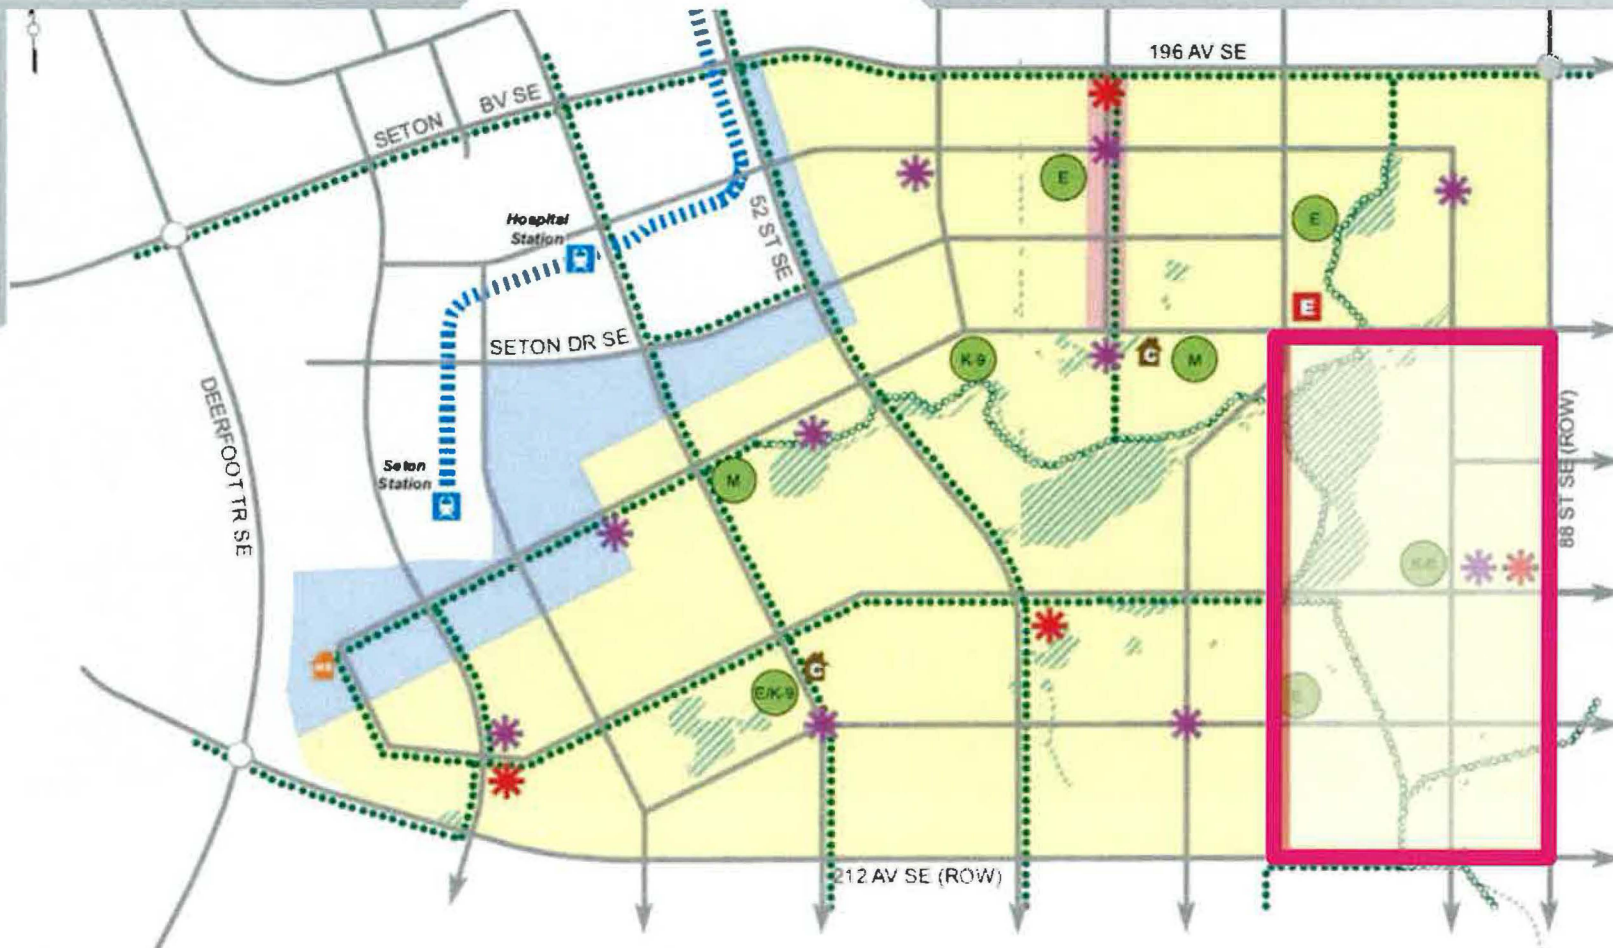 196 AV SE
SETON BV SE
E
E
Hospital
Station
52 ST SE
E
SETON DR SE
K-9
G
M
DEERFOOT TR SE
Seton
Station
M
88 ST SE (ROW)
G
E/K-9
212 AV SE (ROW)